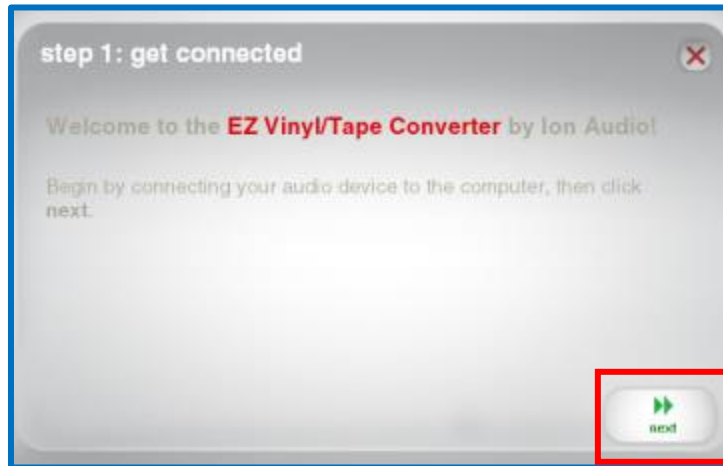 step 1: get connected
Welcome to the EZ Vinyl/Tape Converter by Ion Audio!
Begin by connecting your audio device to the computer, then click
next.
next